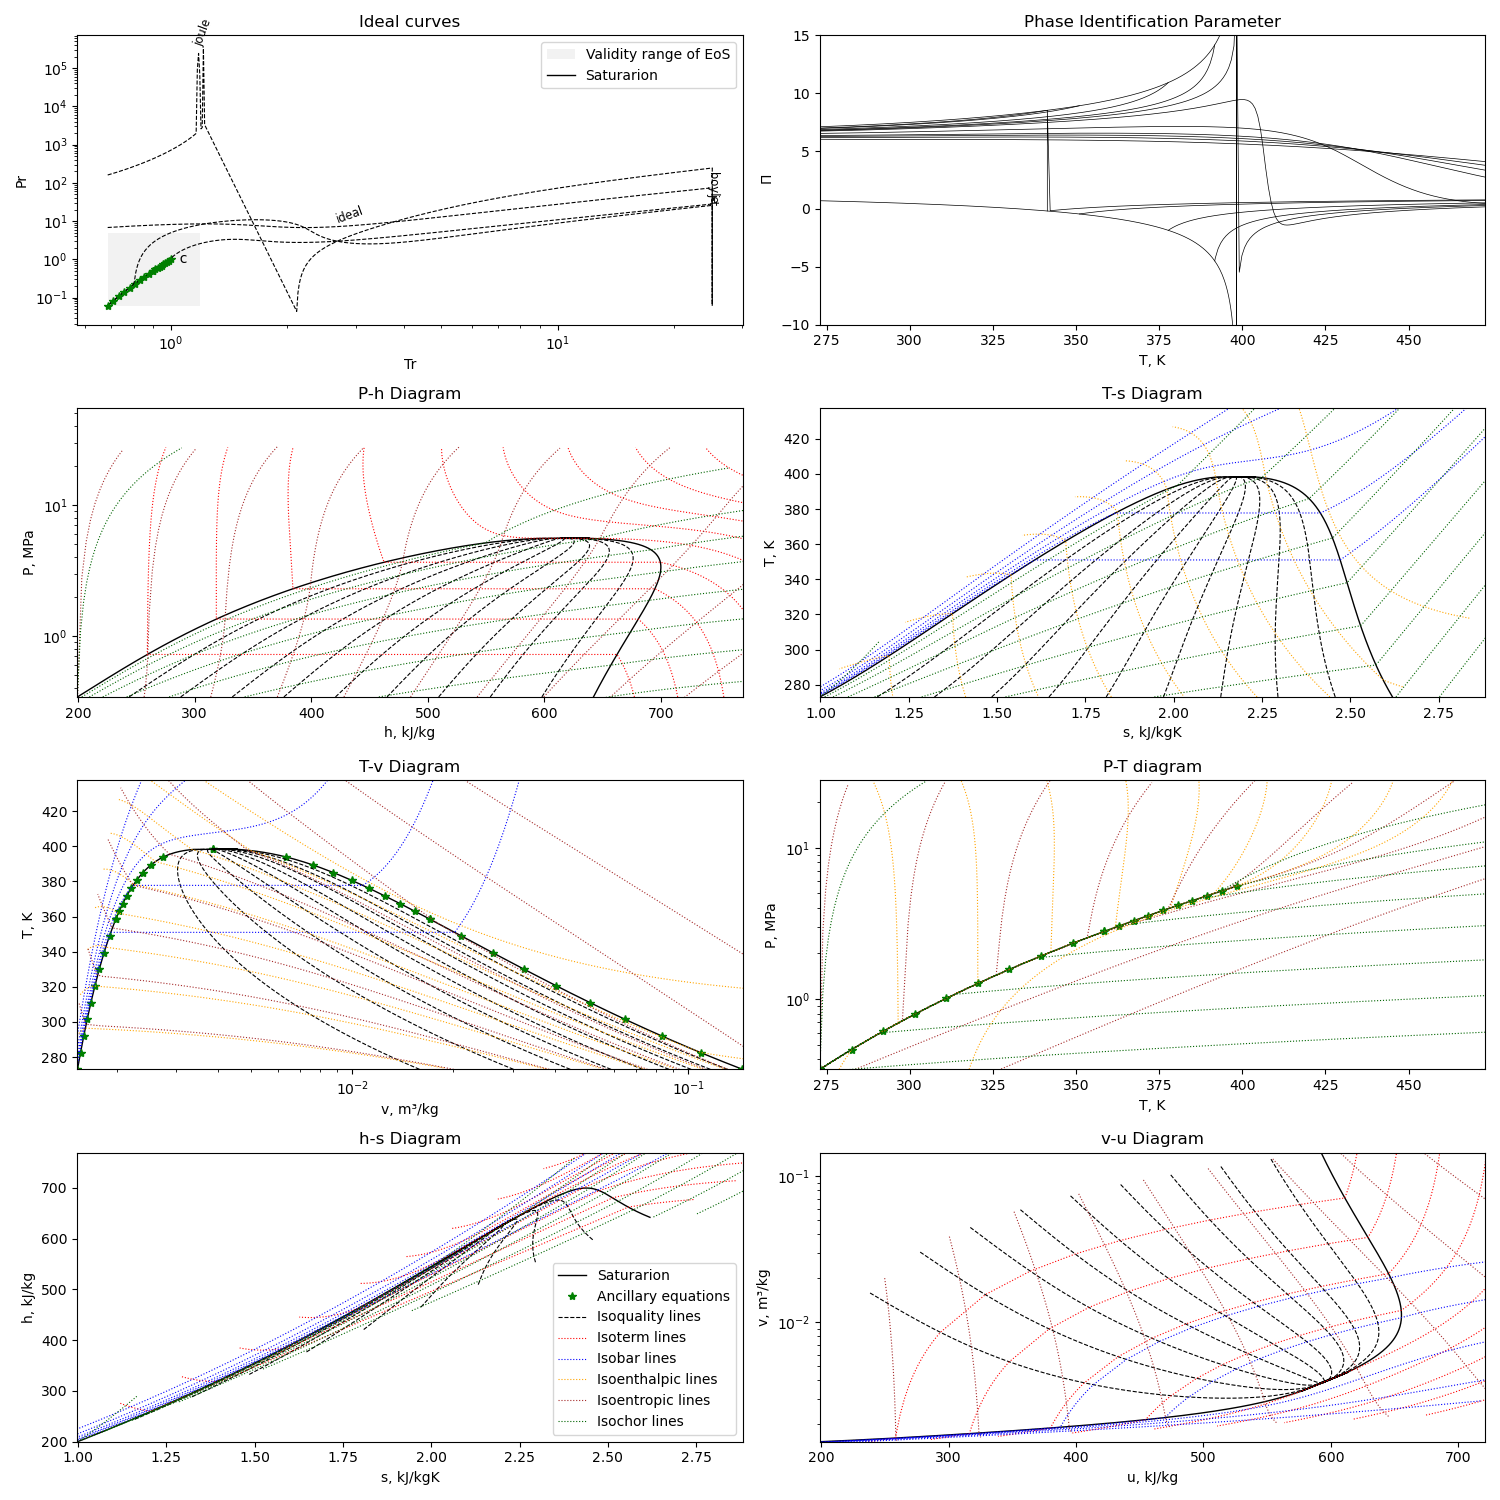 Ideal curves
joule
ideal
boyle
c
Validity range of EoS
Saturarion
10⁵
10⁴
10³
10²
10¹
10⁰
10⁻¹
Pr
10⁰
10¹
Tr
Phase Identification Parameter
15
10
5
0
−5
−10
Π
275
300
325
350
375
400
425
450
T, K
P-h Diagram
10¹
10⁰
P, MPa
200
300
400
500
600
700
h, kJ/kg
T-s Diagram
420
400
380
360
340
320
300
280
T, K
1.00
1.25
1.50
1.75
2.00
2.25
2.50
2.75
s, kJ/kgK
T-v Diagram
420
400
380
360
340
320
300
280
T, K
10⁻²
10⁻¹
v, m³/kg
P-T diagram
10¹
10⁰
P, MPa
275
300
325
350
375
400
425
450
T, K
h-s Diagram
700
600
500
400
300
200
h, kJ/kg
Saturarion
Ancillary equations
Isoquality lines
Isoterm lines
Isobar lines
Isoenthalpic lines
Isoentropic lines
Isochor lines
1.00
1.25
1.50
1.75
2.00
2.25
2.50
2.75
s, kJ/kgK
v-u Diagram
10⁻¹
10⁻²
v, m³/kg
200
300
400
500
600
700
u, kJ/kg